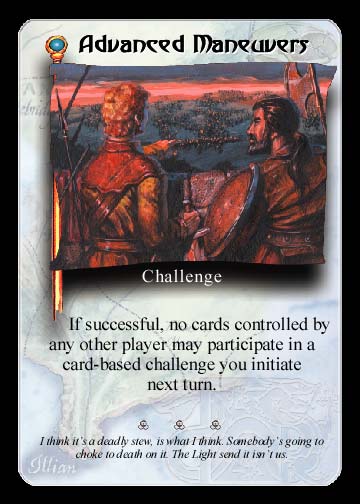 Advanced Maneuvers
Challenge
If successful, no cards controlled by
any other player may participate in a
card-based challenge you initiate
next turn.
I think it's a deadly stew, is what I think. Somebody's going to
choke to death on it. The Light send it isn't us.
Illian